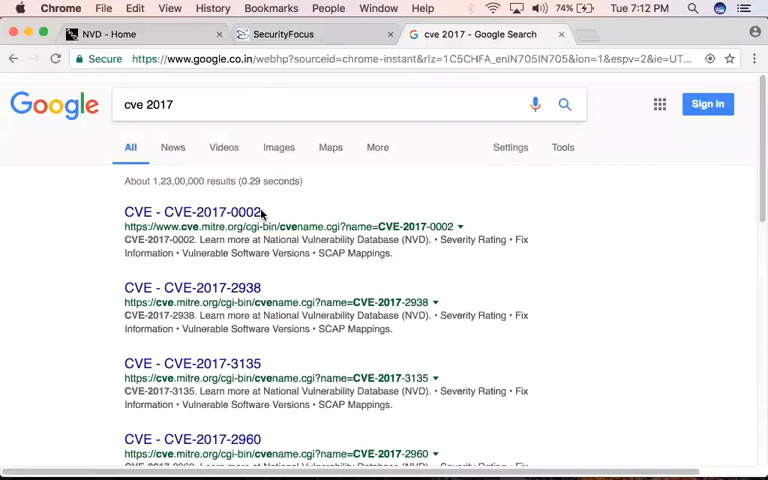 Chrome File Edit View History Bookmarks People Window Help 74% Tue 7:12 PM
NVD - Home SecurityFocus cve 2017 - Google Search
Secure https://www.google.co.in/webhp?sourceid=chrome-instant&rlz=1C5CHFA_enIN705IN705&ion=1&espv=2&ie=UT...
Google cve 2017 Sign in
All News Videos Images Maps More Settings Tools
About 1,23,00,000 results (0.29 seconds)
CVE - CVE-2017-0002
https://www.cve.mitre.org/cgi-bin/cvename.cgi?name=CVE-2017-0002
CVE-2017-0002. Learn more at National Vulnerability Database (NVD). • Severity Rating • Fix
Information • Vulnerable Software Versions • SCAP Mappings.
CVE - CVE-2017-2938
https://cve.mitre.org/cgi-bin/cvename.cgi?name=CVE-2017-2938
CVE-2017-2938. Learn more at National Vulnerability Database (NVD). • Severity Rating • Fix
Information • Vulnerable Software Versions • SCAP Mappings.
CVE - CVE-2017-3135
https://cve.mitre.org/cgi-bin/cvename.cgi?name=CVE-2017-3135
CVE-2017-3135. Learn more at National Vulnerability Database (NVD). • Severity Rating • Fix
Information • Vulnerable Software Versions • SCAP Mappings.
CVE - CVE-2017-2960
https://cve.mitre.org/cgi-bin/cvename.cgi?name=CVE-2017-2960